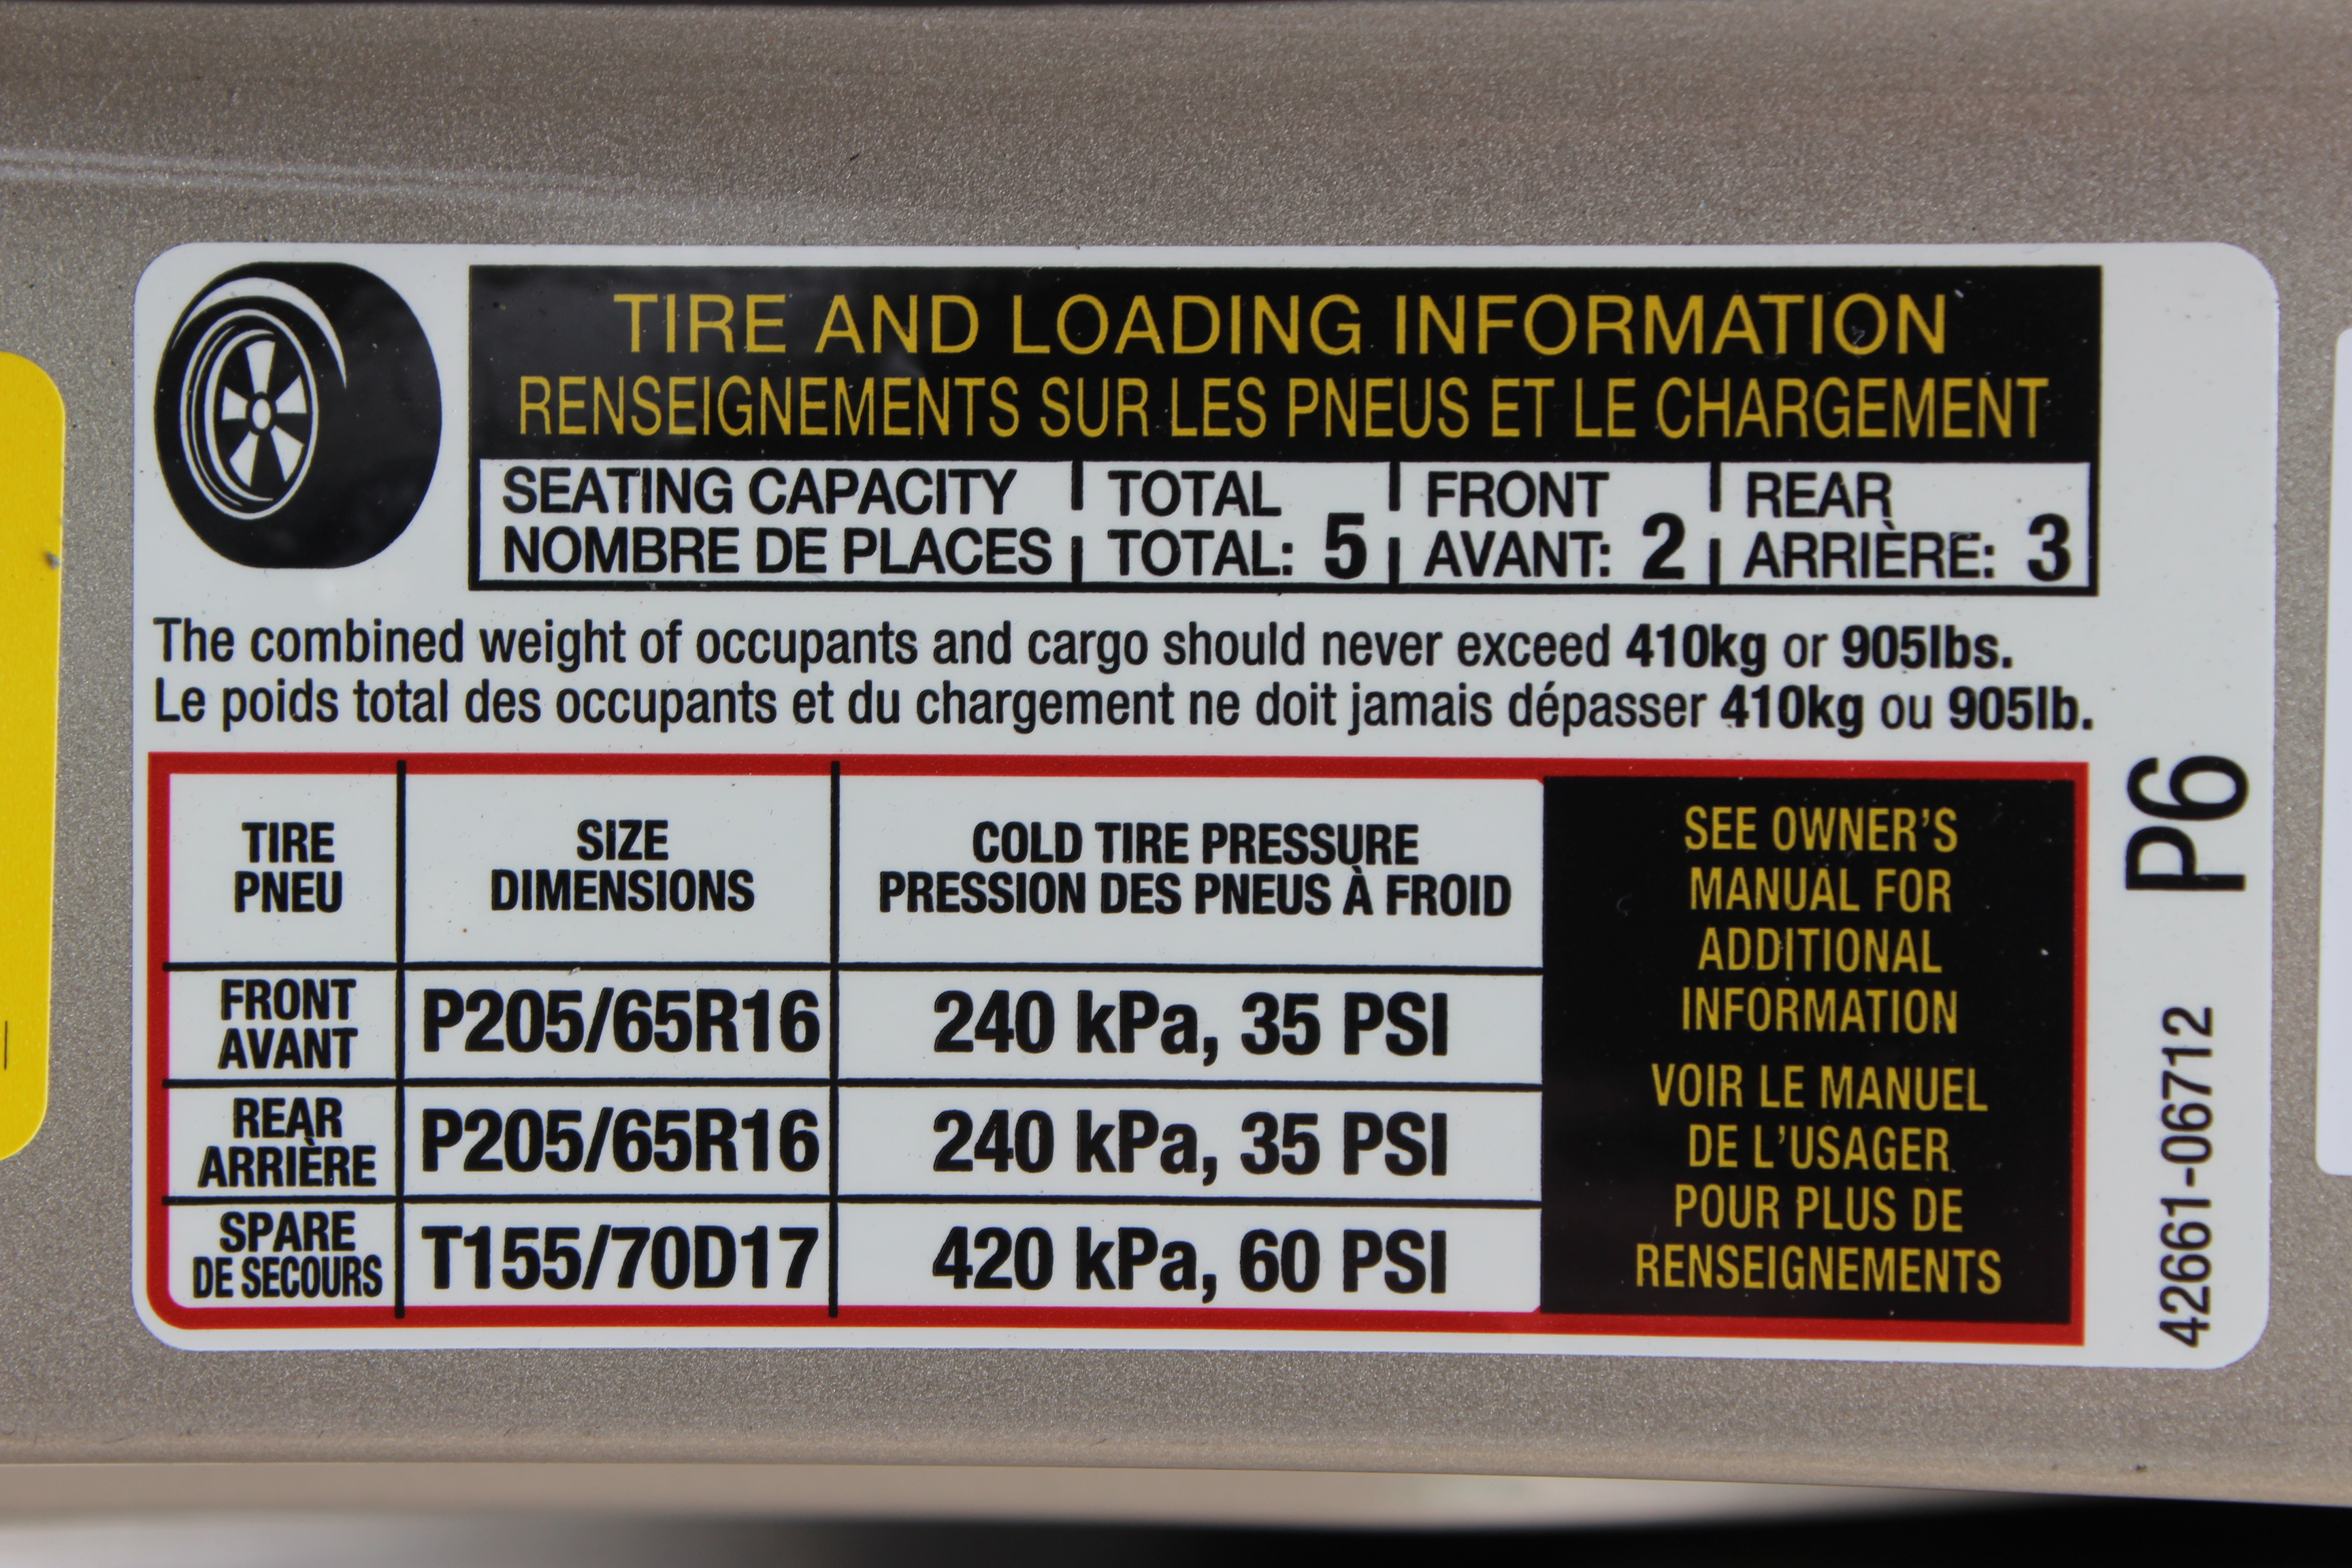 TIRE AND LOADING INFORMATION
RENSEIGNEMENTS SUR LES PNEUS ET LE CHARGEMENT
SEATING CAPACITY TOTAL FRONT REAR
NOMBRE DE PLACES TOTAL: 5 AVANT: 2 ARRIÈRE: 3
The combined weight of occupants and cargo should never exceed 410kg or 905lbs.
Le poids total des occupants et du chargement ne doit jamais dépasser 410kg ou 905lb.
TIRE
PNEU
SIZE
DIMENSIONS
COLD TIRE PRESSURE
PRESSION DES PNEUS À FROID
FRONT
AVANT
P205/65R16
240 kPa, 35 PSI
REAR
ARRIÈRE
P205/65R16
240 kPa, 35 PSI
SPARE
DE SECOURS
T155/70D17
420 kPa, 60 PSI
SEE OWNER'S
MANUAL FOR
ADDITIONAL
INFORMATION
VOIR LE MANUEL
DE L'USAGER
POUR PLUS DE
RENSEIGNEMENTS
42661-06712 P6